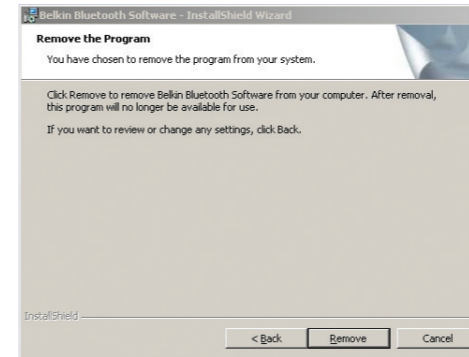 Belkin Bluetooth Software - InstallShield Wizard
Remove the Program
You have chosen to remove the program from your system.
Click Remove to remove Belkin Bluetooth Software from your computer. After removal,
this program will no longer be available for use.
If you want to review or change any settings, click Back.
InstallShield
< Back Remove Cancel